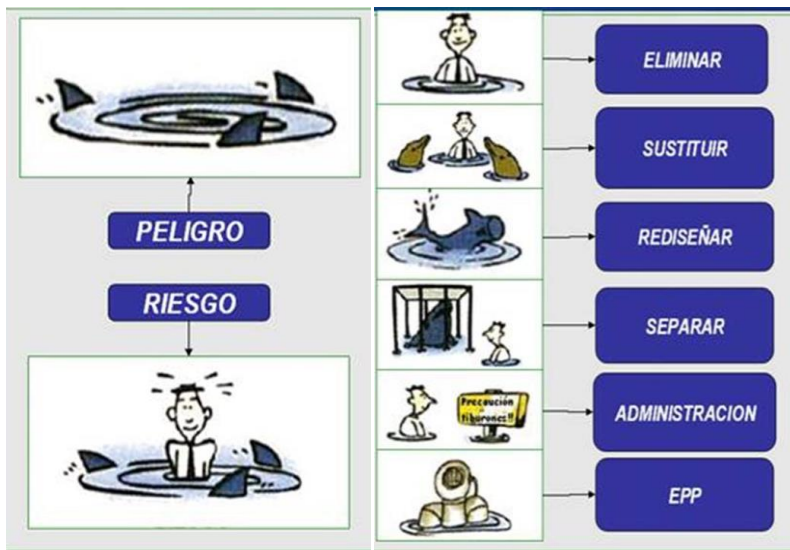 PELIGRO
RIESGO
ELIMINAR
SUSTITUIR
REDISEÑAR
SEPARAR
Precaución
tiburones!!
ADMINISTRACION
EPP